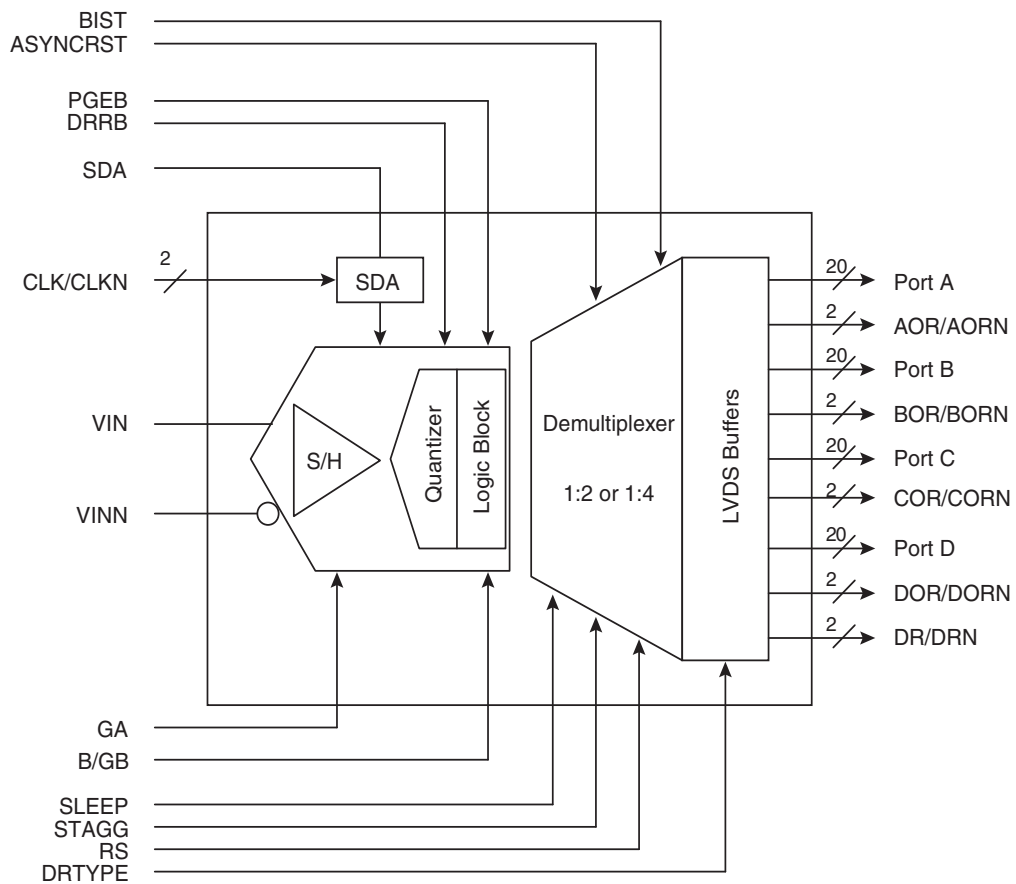 BIST
ASYNCRST
PGEB
DRRB
SDA
CLK/CLKN
2
SDA
VIN
VINN
S/H
Quantizer
Logic Block
Demultiplexer
1:2 or 1:4
LVDS Buffers
20
Port A
2
AOR/AORN
20
Port B
2
BOR/BORN
20
Port C
2
COR/CORN
20
Port D
2
DOR/DORN
2
DR/DRN
GA
B/GB
SLEEP
STAGG
RS
DRTYPE